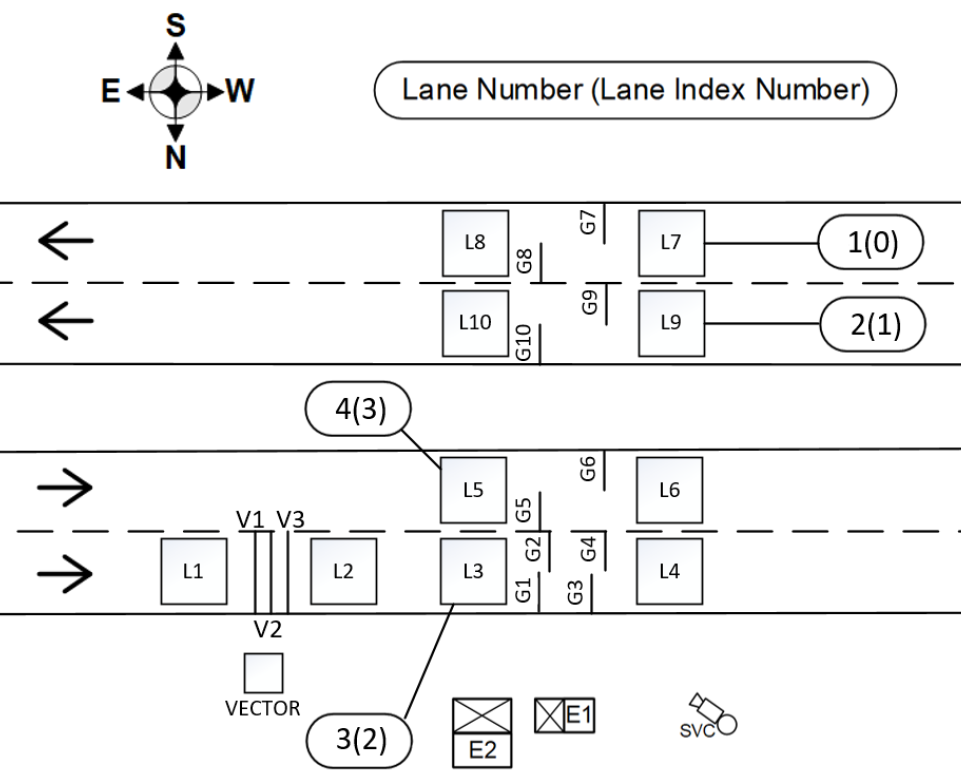 S
E
W
N
Lane Number (Lane Index Number)
L8
G8
G7
L7
1(0)
L10
G10
G9
L9
2(1)
4(3)
L5
G5
G6
L6
V1
V3
L1
L2
L3
G2
G1
G4
G3
L4
V2
VECTOR
3(2)
E2
E1
SVC